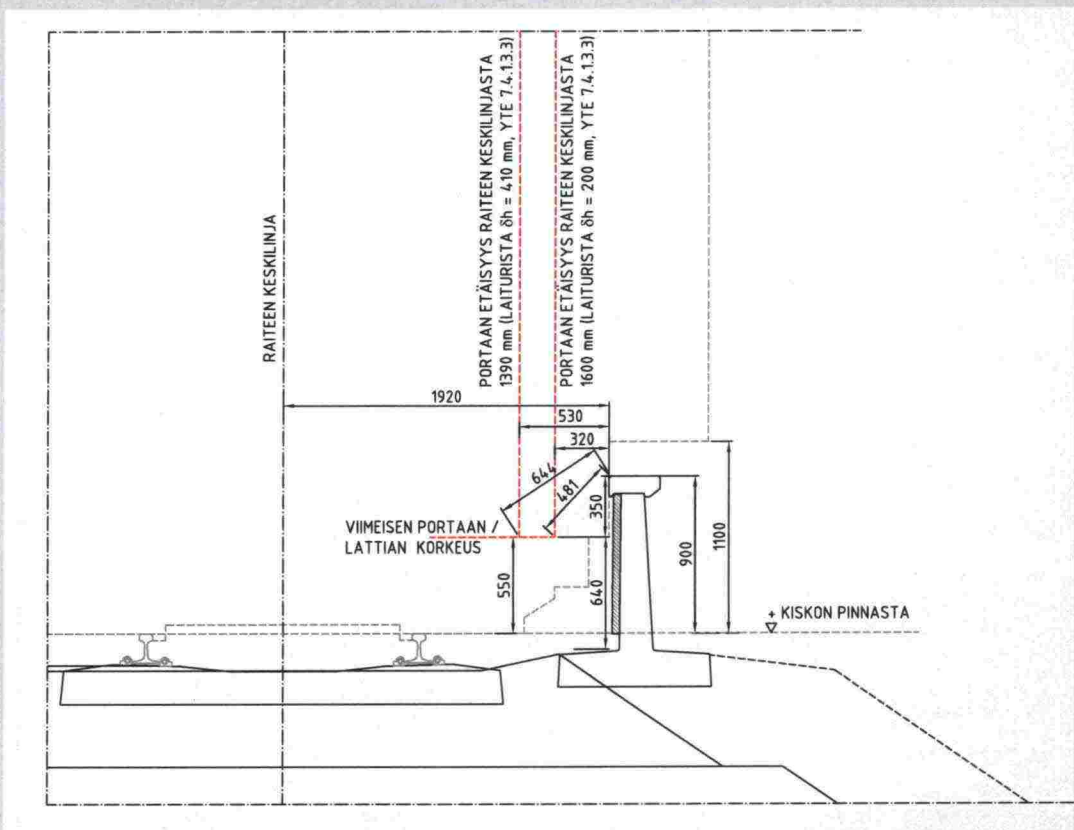 RAITEEN KESKILINJA
PORTAAN ETÄISYYS RAITEEN KESKILINJASTA
1390 mm (LAITURISTA δh = 410 mm, YTE 7.4.1.3.3)
PORTAAN ETÄISYYS RAITEEN KESKILINJASTA
1600 mm (LAITURISTA δh = 200 mm, YTE 7.4.1.3.3)
1920
530
320
644
481
350
VIIMEISEN PORTAAN /
LATTIAN KORKEUS
550
640
900
1100
+ KISKON PINNASTA